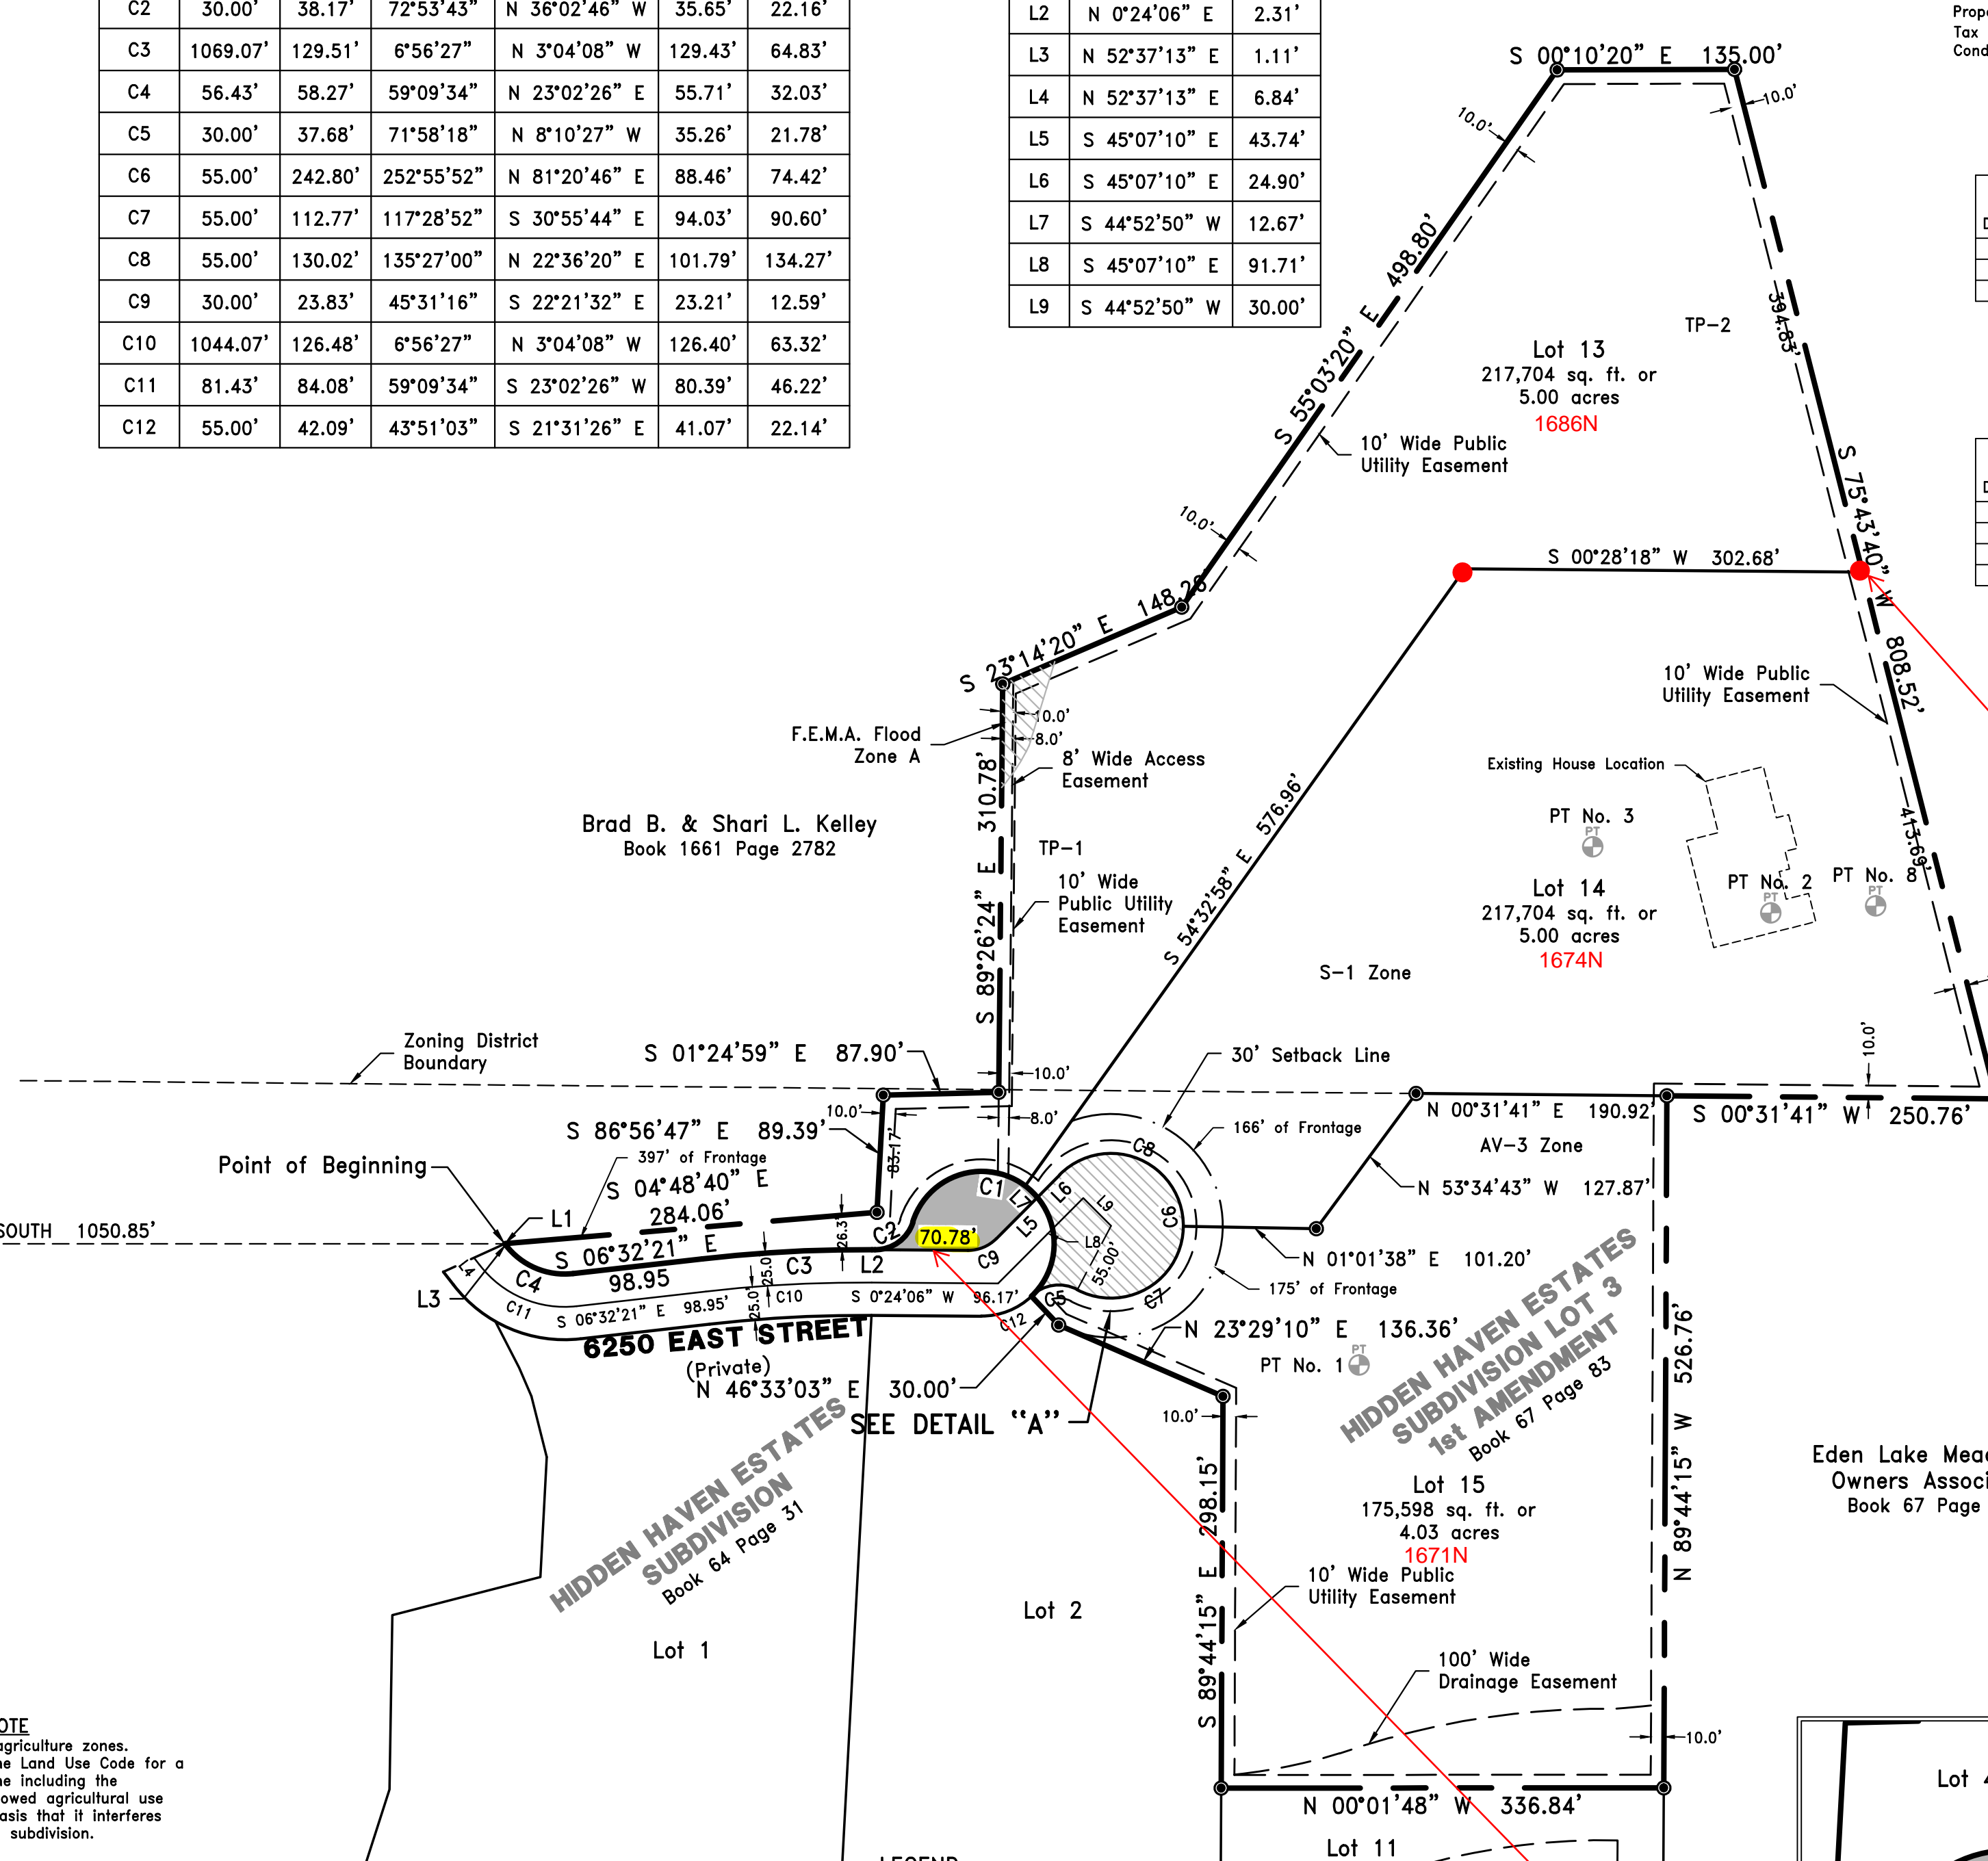 C2 30.00' 38.17' 72°53'43" N 36°02'46" W 35.65' 22.16'
C3 1069.07' 129.51' 6°56'27" N 3°04'08" W 129.43' 64.83'
C4 56.43' 58.27' 59°09'34" N 23°02'26" E 55.71' 32.03'
C5 30.00' 37.68' 71°58'18" N 8°10'27" W 35.26' 21.78'
C6 55.00' 242.80' 252°55'52" N 81°20'46" E 88.46' 74.42'
C7 55.00' 112.77' 117°28'52" S 30°55'44" E 94.03' 90.60'
C8 55.00' 130.02' 135°27'00" N 22°36'20" E 101.79' 134.27'
C9 30.00' 23.83' 45°31'16" S 22°21'32" E 23.21' 12.59'
C10 1044.07' 126.48' 6°56'27" N 3°04'08" W 126.40' 63.32'
C11 81.43' 84.08' 59°09'34" S 23°02'26" W 80.39' 46.22'
C12 55.00' 42.09' 43°51'03" S 21°31'26" E 41.07' 22.14'
L2 N 0°24'06" E 2.31'
L3 N 52°37'13" E 1.11'
L4 N 52°37'13" E 6.84'
L5 S 45°07'10" E 43.74'
L6 S 45°07'10" E 24.90'
L7 S 44°52'50" W 12.67'
L8 S 45°07'10" E 91.71'
L9 S 44°52'50" W 30.00'
Tax
S 00°10'20" E 135.00'
10.0'
10.0'
S 55°03'20" E 498.80'
394.83'
TP-2
Lot 13
217,704 sq. ft. or
5.00 acres
1686N
10' Wide Public
Utility Easement
10.0'
S 75°43'40" W 808.52'
S 00°28'18" W 302.68'
S 23°14'20" E 148.28'
10' Wide Public
Utility Easement
F.E.M.A. Flood
Zone A
10.0'
8.0'
8' Wide Access
Easement
S 89°26'24" E 310.78'
S 54°32'58" E 576.96'
Existing House Location
PT No. 3
PT
413.69'
Brad B. & Shari L. Kelley
Book 1661 Page 2782
TP-1
10' Wide
Public Utility
Easement
Lot 14
217,704 sq. ft. or
5.00 acres
1674N
PT No. 2
PT
PT No. 8
PT
S-1 Zone
Zoning District
Boundary
S 01°24'59" E 87.90'
10.0'
30' Setback Line
10.0'
10.0'
8.0'
S 86°56'47" E 89.39'
83.17'
166' of Frontage
N 00°31'41" E 190.92'
S 00°31'41" W 250.76'
AV-3 Zone
Point of Beginning
397' of Frontage
S 04°48'40" E
284.06'
N 53°34'43" W 127.87'
SOUTH 1050.85'
L1
S 06°32'21" E
98.95
26.3'
C1
C2
L7
L6
L9
C8
C6
70.78'
L5
L8
C9
55.00'
N 01°01'38" E 101.20'
L4
L3
C4
C3
L2
25.0'
C11
S 06°32'21" E 98.95'
25.0'
C10
S 0°24'06" W 96.17'
C12
C5
C7
175' of Frontage
6250 EAST STREET
(Private)
N 46°33'03" E 30.00'
N 23°29'10" E 136.36'
PT No. 1
PT
SEE DETAIL "A"
10.0'
HIDDEN HAVEN ESTATES
SUBDIVISION LOT 3
1st AMENDMENT
Book 67 Page 83
HIDDEN HAVEN ESTATES
SUBDIVISION
Book 64 Page 31
S 89°44'15" E 298.15'
N 89°44'15" W 526.76'
Lot 15
175,598 sq. ft. or
4.03 acres
1671N
10' Wide Public
Utility Easement
Eden Lake
Book 67 Page
Lot 2
Lot 1
100' Wide
Drainage Easement
10.0'
N 00°01'48" W 336.84'
Lot 11
Lot
agriculture zones.
Land Use Code for a
including the
agricultural use
that it interferes
subdivision.